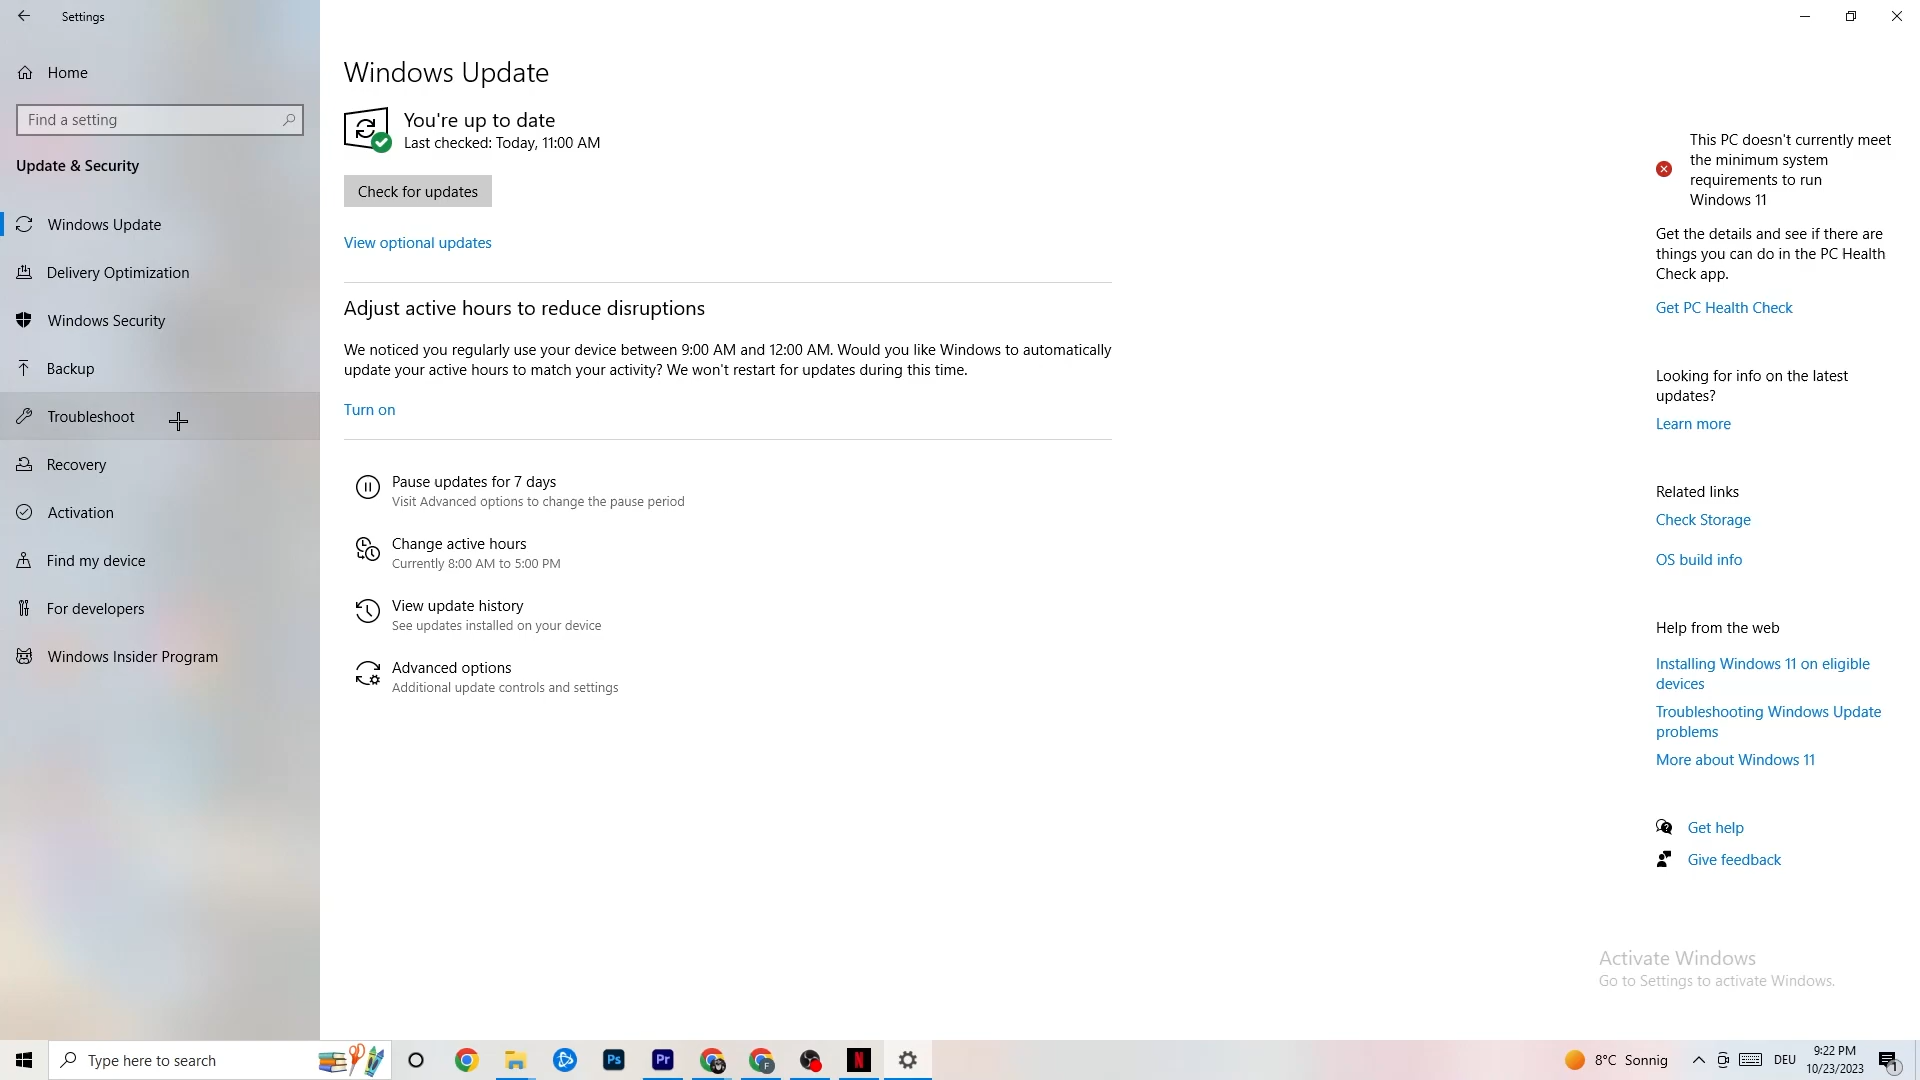 Settings
Home
Find a setting
Update & Security
Windows Update
Delivery Optimization
Windows Security
Backup
Troubleshoot
Recovery
Activation
Find my device
For developers
Windows Insider Program
Windows Update
You're up to date
Last checked: Today, 11:00 AM
Check for updates
View optional updates
Adjust active hours to reduce disruptions
We noticed you regularly use your device between 9:00 AM and 12:00 AM. Would you like Windows to automatically
update your active hours to match your activity? We won't restart for updates during this time.
Turn on
Pause updates for 7 days
Visit Advanced options to change the pause period
Change active hours
Currently 8:00 AM to 5:00 PM
View update history
See updates installed on your device
Advanced options
Additional update controls and settings
This PC doesn't currently meet
the minimum system
requirements to run
Windows 11
Get the details and see if there are
things you can do in the PC Health
Check app.
Get PC Health Check
Looking for info on the latest
updates?
Learn more
Related links
Check Storage
OS build info
Help from the web
Installing Windows 11 on eligible
devices
Troubleshooting Windows Update
problems
More about Windows 11
Get help
Give feedback
Activate Windows
Go to Settings to activate Windows.
Type here to search
Ps
Pr
F
N
8°C Sonnig
DEU
9:22 PM
10/23/2023
1